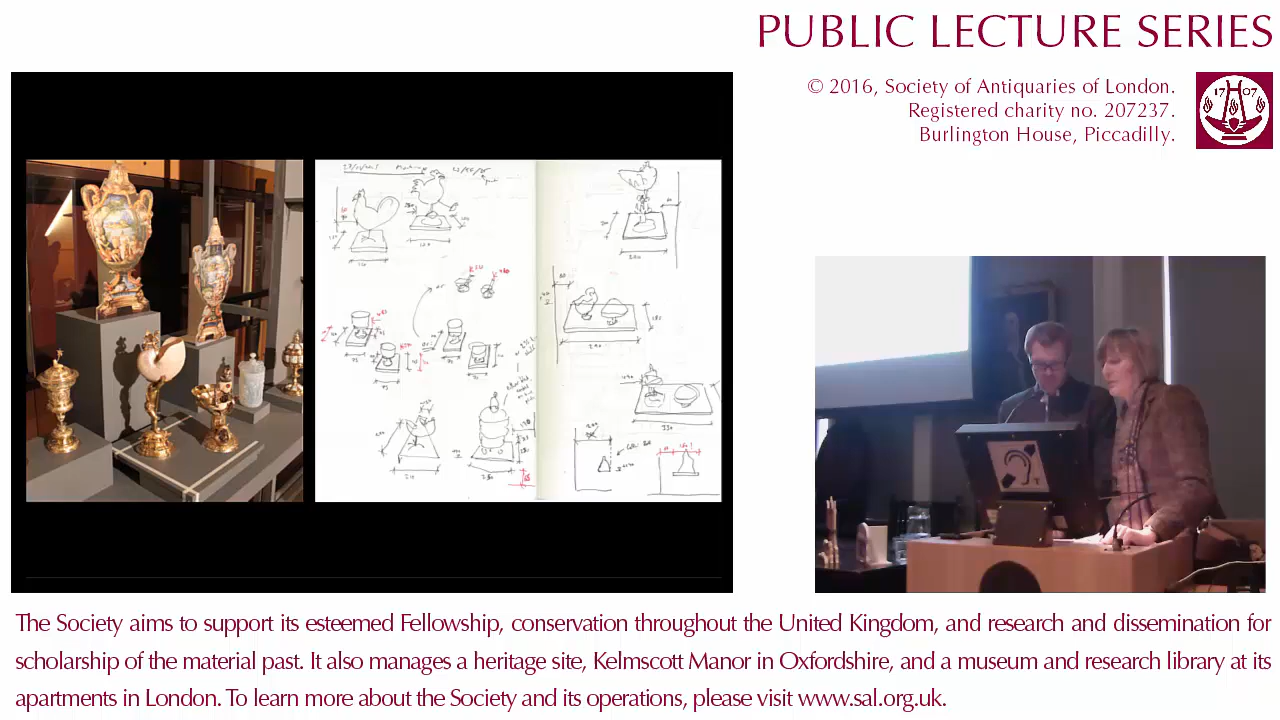 PUBLIC LECTURE SERIES
© 2016, Society of Antiquaries of London.
Registered charity no. 207237.
Burlington House, Piccadilly.
17 07
The Society aims to support its esteemed Fellowship, conservation throughout the United Kingdom, and research and dissemination for
scholarship of the material past. It also manages a heritage site, Kelmscott Manor in Oxfordshire, and a museum and research library at its
apartments in London. To learn more about the Society and its operations, please visit www.sal.org.uk.